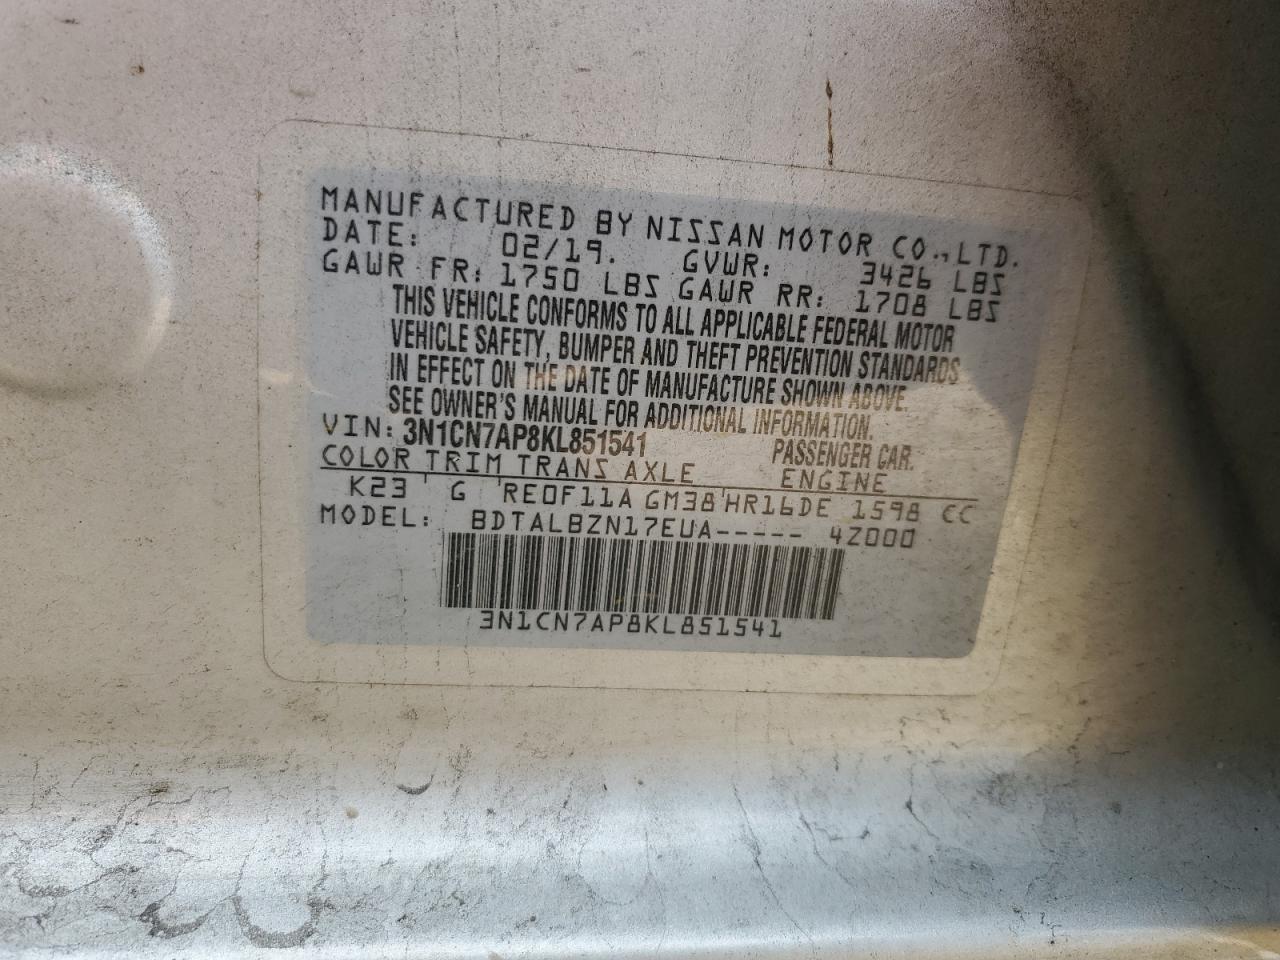 MANUFACTURED BY NISSAN MOTOR CO.,LTD.
DATE: 02/19. GVWR: 3426 LBS
GAWR FR: 1750 LBS GAWR RR: 1708 LBS
THIS VEHICLE CONFORMS TO ALL APPLICABLE FEDERAL MOTOR
VEHICLE SAFETY, BUMPER AND THEFT PREVENTION STANDARDS
IN EFFECT ON THE DATE OF MANUFACTURE SHOWN ABOVE.
SEE OWNER'S MANUAL FOR ADDITIONAL INFORMATION.
VIN: 3N1CN7AP8KL851541 PASSENGER CAR.
COLOR TRIM TRANS AXLE ENGINE
K23 G RE0F11A GM38 HR16DE 1598 CC
MODEL: BDTALBZN17EUA----- 4Z000
3N1CN7AP8KL851541